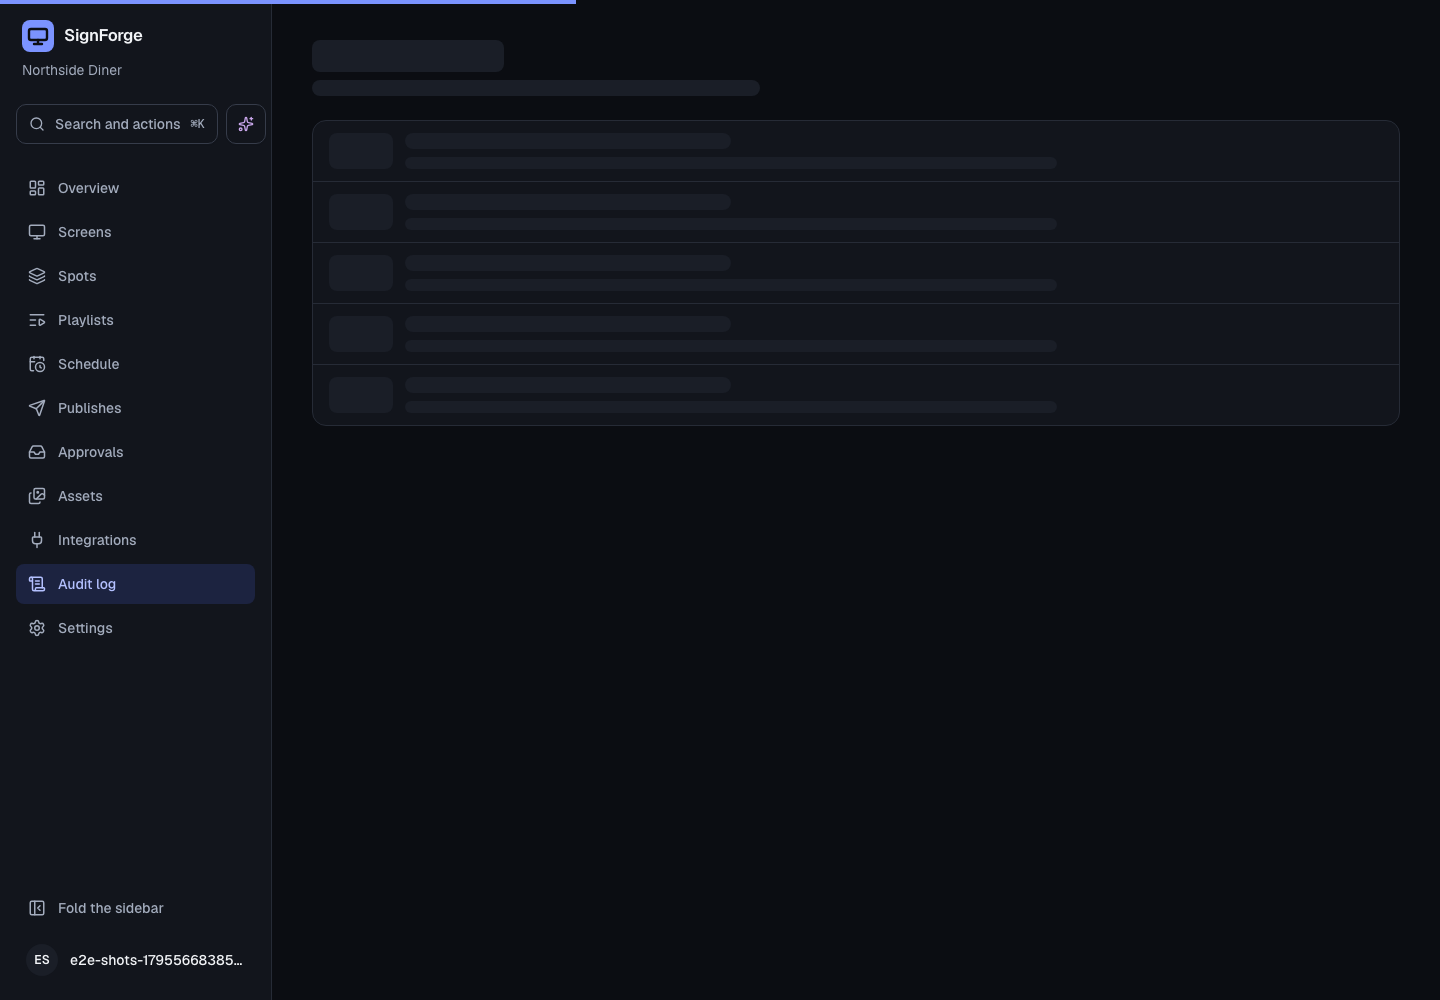 SignForge
Northside Diner
Search and actions ⌘K
Overview
Screens
Spots
Playlists
Schedule
Publishes
Approvals
Assets
Integrations
Audit log
Settings
Fold the sidebar
ES e2e-shots-17955668385...